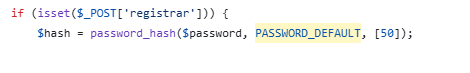 if (isset($_POST['registrar'])) {
$hash = password_hash($password, PASSWORD_DEFAULT, [50]);